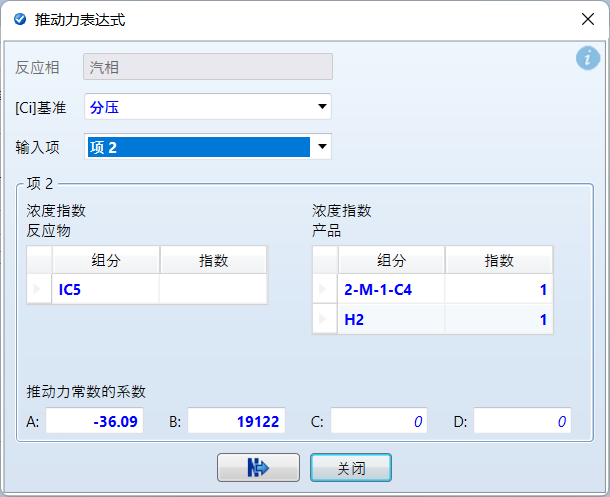 推动力表达式
反应相 汽相
[Ci]基准 分压
输入项 项 2
项 2
浓度指数 浓度指数
反应物 产品
组分 指数 组分 指数
IC5 2-M-1-C4 1
H2 1
推动力常数的系数
A: -36.09 B: 19122 C: 0 D: 0
N 关闭